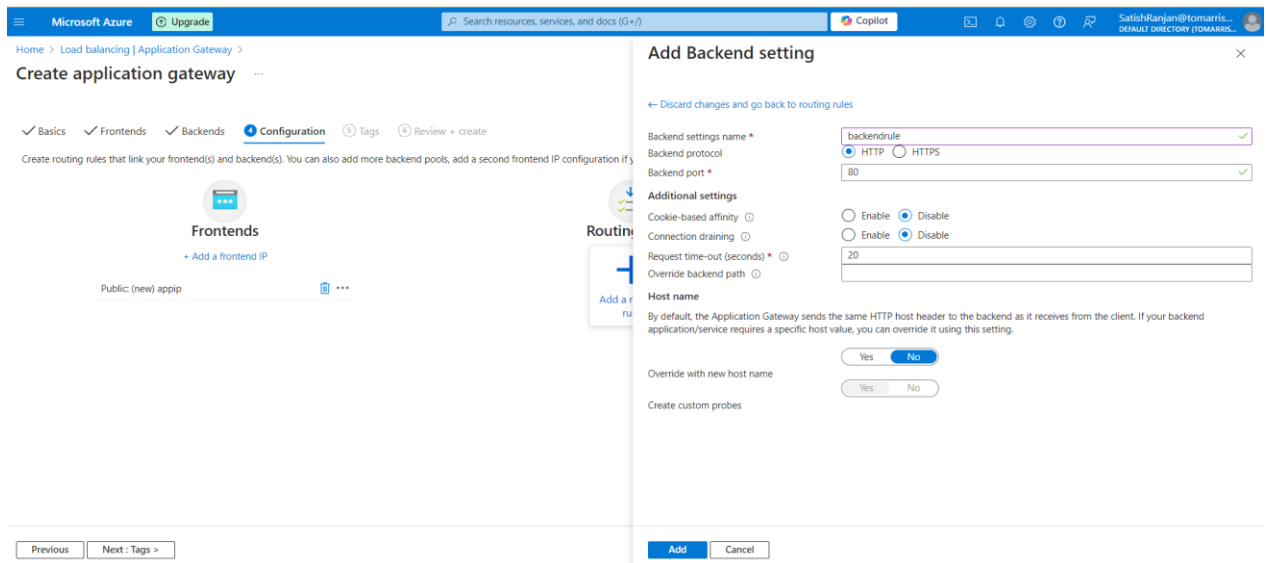 Microsoft Azure
Upgrade
Search resources, services, and docs (G+/)
Copilot
SatishRanjan@tomarris...
DEFAULT DIRECTORY (TOMARRIS...
Home > Load balancing | Application Gateway >
Create application gateway ...
Basics Frontends Backends 4 Configuration 5 Tags 6 Review + create
Create routing rules that link your frontend(s) and backend(s). You can also add more backend pools, add a second frontend IP configuration if y
Frontends
+ Add a frontend IP
Public: (new) appip
Routing
Add a r
ru
Previous
Next : Tags >
Add Backend setting
← Discard changes and go back to routing rules
Backend settings name * backendrule
Backend protocol HTTP HTTPS
Backend port * 80
Additional settings
Cookie-based affinity Enable Disable
Connection draining Enable Disable
Request time-out (seconds) * 20
Override backend path
Host name
By default, the Application Gateway sends the same HTTP host header to the backend as it receives from the client. If your backend
application/service requires a specific host value, you can override it using this setting.
Yes No
Override with new host name
Yes No
Create custom probes
Add
Cancel